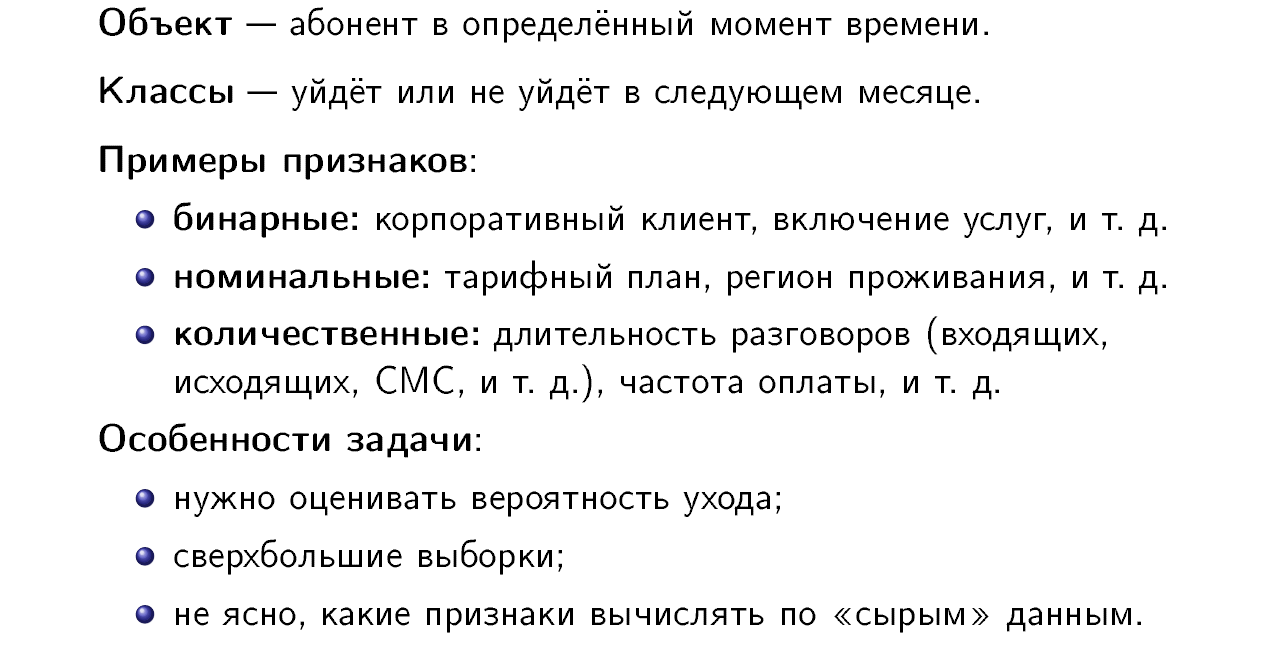 Объект — абонент в определённый момент времени.
Классы — уйдёт или не уйдёт в следующем месяце.
Примеры признаков:
бинарные: корпоративный клиент, включение услуг, и т. д.
номинальные: тарифный план, регион проживания, и т. д.
количественные: длительность разговоров (входящих,
исходящих, СМС, и т. д.), частота оплаты, и т. д.
Особенности задачи:
нужно оценивать вероятность ухода;
сверхбольшие выборки;
не ясно, какие признаки вычислять по «сырым» данным.